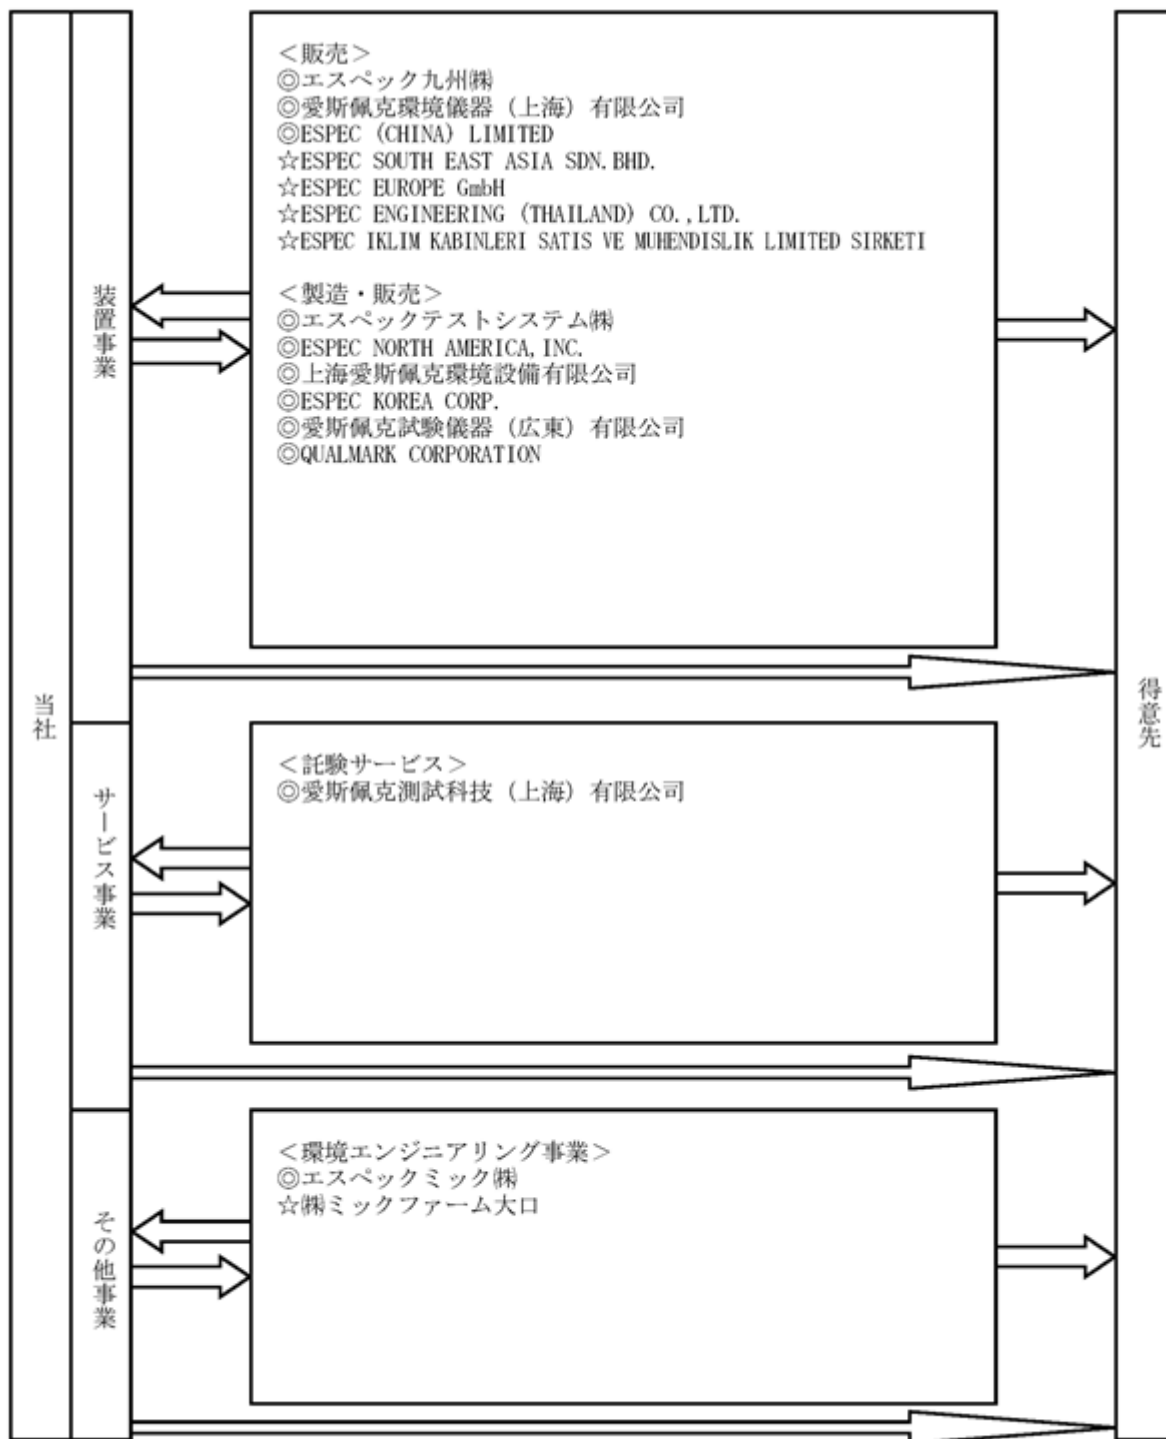 当社
装置事業
<販売>
◎エスペック九州㈱
◎愛斯佩克環境儀器(上海)有限公司
◎ESPEC (CHINA) LIMITED
☆ESPEC SOUTH EAST ASIA SDN.BHD.
☆ESPEC EUROPE GmbH
☆ESPEC ENGINEERING (THAILAND) CO.,LTD.
☆ESPEC IKLIM KABINLERI SATIS VE MUHENDISLIK LIMITED SIRKETI
<製造・販売>
◎エスペックテストシステム㈱
◎ESPEC NORTH AMERICA,INC.
◎上海愛斯佩克環境設備有限公司
◎ESPEC KOREA CORP.
◎愛斯佩克試験儀器(広東)有限公司
◎QUALMARK CORPORATION
サービス事業
<託験サービス>
◎愛斯佩克測試科技(上海)有限公司
その他事業
<環境エンジニアリング事業>
◎エスペックミック㈱
☆㈱ミックファーム大口
得意先